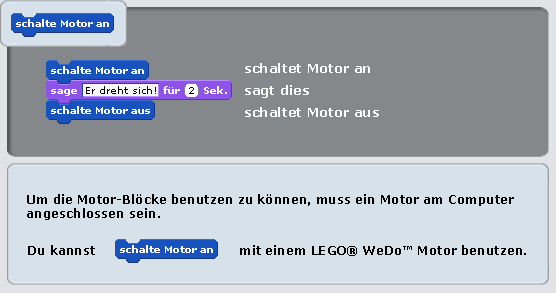 schalte Motor an
schalte Motor an schaltet Motor an
sage Er dreht sich! für 2 Sek. sagt dies
schalte Motor aus schaltet Motor aus
Um die Motor-Blöcke benutzen zu können, muss ein Motor am Computer
angeschlossen sein.
Du kannst schalte Motor an mit einem LEGO® WeDo™ Motor benutzen.